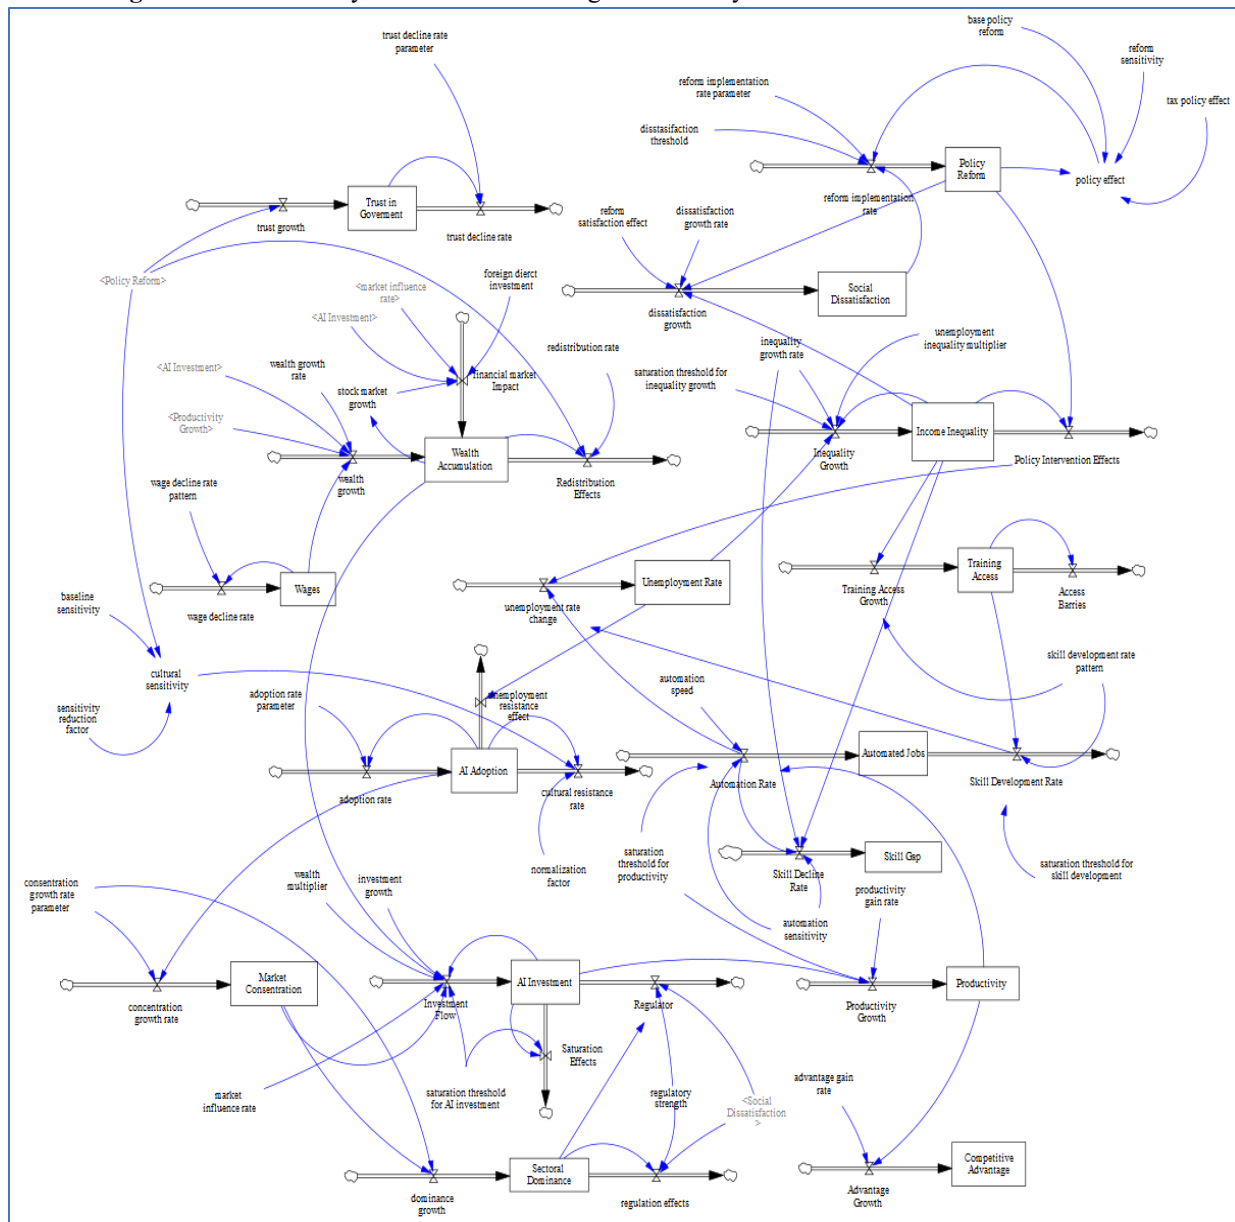 trust decline rate
parameter
base policy
reform
reform
sensitivity
tax policy effect
reform implementation
rate parameter
disstasifaction
threshold
Policy
Reform
policy effect
reform implementation
rate
Trust in
Goverment
trust growth
trust decline rate
reform
satisfaction effect
dissatisfaction
growth rate
<Policy Reform>
<market influence
rate>
foreign dierct
investment
<AI Investment>
Social
Dissatisfaction
dissatisfaction
growth
inequality
growth rate
unemployment
inequality multiplier
redistribution rate
<AI Investment>
wealth growth
rate
stock market
growth
financial market
Impact
saturation threshold for
inequality growth
<Productivity
Growth>
Income Inequality
Inequality
Growth
Policy Intervention Effects
Wealth
Accumulation
wealth
growth
Redistribution
Effects
wage decline rate
pattern
Wages
wage decline rate
Unemployment Rate
unemployment rate
change
Training
Access
Training Access
Growth
Access
Barries
baseline
sensitivity
cultural
sensitivity
sensitivity
reduction
factor
adoption rate
parameter
unemployment
resistance
effect
automation
speed
skill development rate
pattern
AI Adoption
adoption rate
cultural resistance
rate
Automated Jobs
Automation Rate
Skill Development Rate
normalization
factor
saturation
threshold for
productivity
Skill Gap
Skill Decline
Rate
saturation threshold for
skill development
productivity
gain rate
automation
sensitivity
consentration
growth rate
parameter
wealth
multiplier
investment
growth
Market
Concentration
concentration
growth rate
AI Investment
Investment
Flow
Regulator
Productivity
Productivity
Growth
Saturation
Effects
market
influence rate
saturation threshold
for AI investment
regulatory
strength
<Social
Dissatisfaction
>
advantage gain
rate
Sectoral
Dominance
dominance
growth
regulation effects
Competitive
Advantage
Advantage
Growth